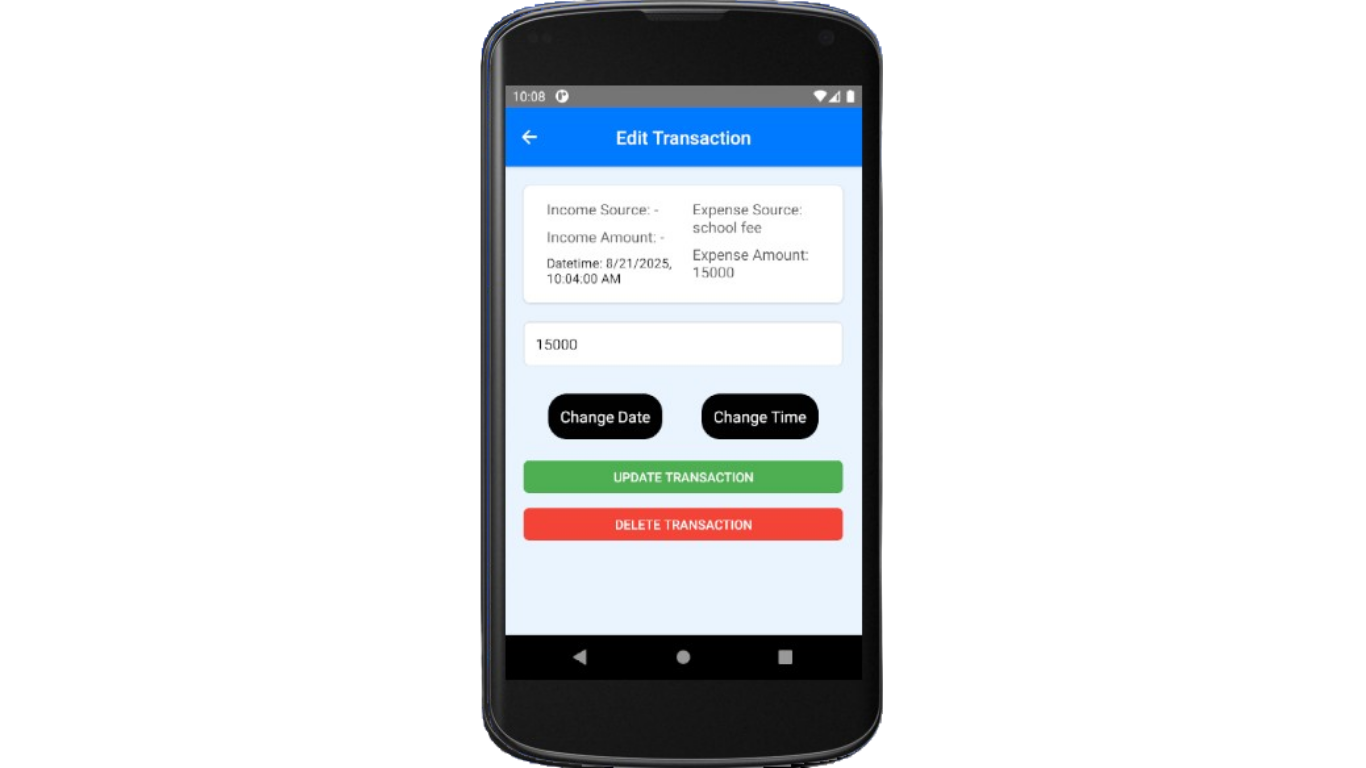 10:08
Edit Transaction
Income Source: -
Income Amount: -
Datetime: 8/21/2025,
10:04:00 AM
Expense Source:
school fee
Expense Amount:
15000
15000
Change Date
Change Time
UPDATE TRANSACTION
DELETE TRANSACTION